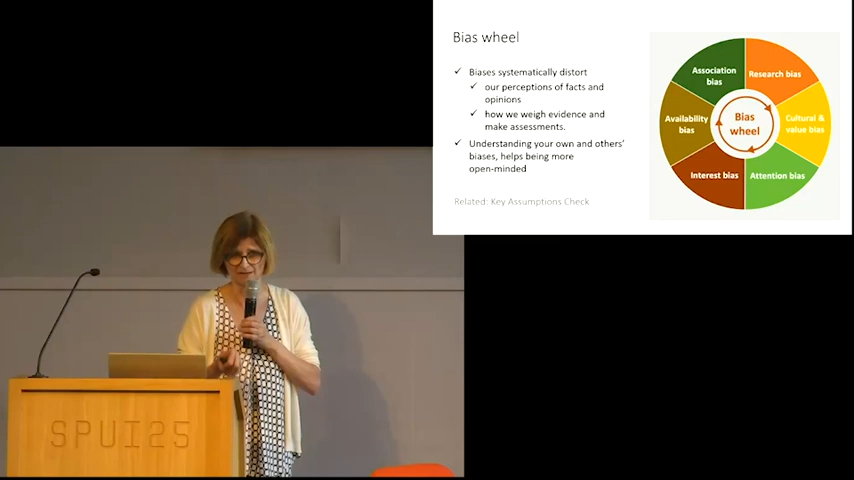 Bias wheel
✓ Biases systematically distort
✓ our perceptions of facts and
opinions
✓ how we weigh evidence and
make assessments.
✓ Understanding your own and others’
biases, helps being more
open-minded
Related: Key Assumptions Check
Association
bias
Research bias
Availability
bias
Bias
wheel
Cultural &
value bias
Interest bias
Attention bias
SPUI25